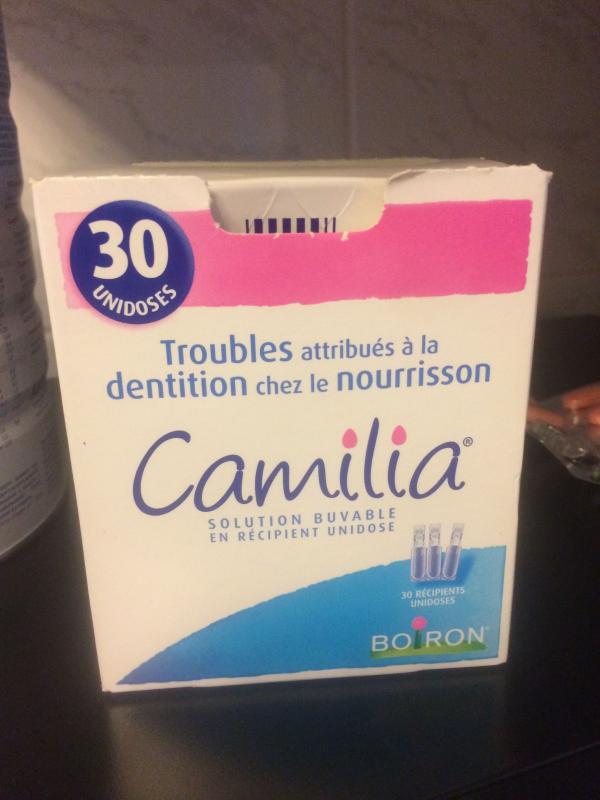 30
UNIDOSES
Troubles attribués à la
dentition chez le nourrisson
Camilia®
SOLUTION BUVABLE
EN RÉCIPIENT UNIDOSE
30 RÉCIPIENTS
UNIDOSES
BOIRON®